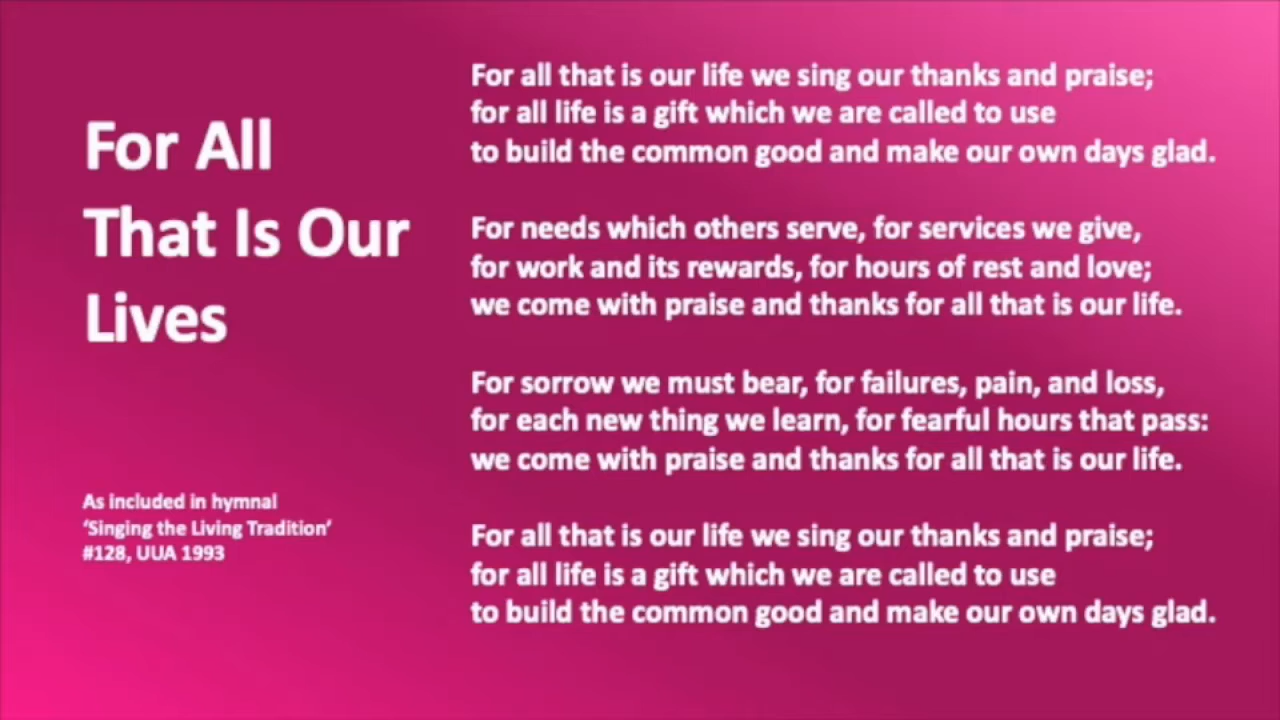 For All
That Is Our
Lives
As included in hymnal
‘Singing the Living Tradition’
#128, UUA 1993
For all that is our life we sing our thanks and praise;
for all life is a gift which we are called to use
to build the common good and make our own days glad.
For needs which others serve, for services we give,
for work and its rewards, for hours of rest and love;
we come with praise and thanks for all that is our life.
For sorrow we must bear, for failures, pain, and loss,
for each new thing we learn, for fearful hours that pass:
we come with praise and thanks for all that is our life.
For all that is our life we sing our thanks and praise;
for all life is a gift which we are called to use
to build the common good and make our own days glad.